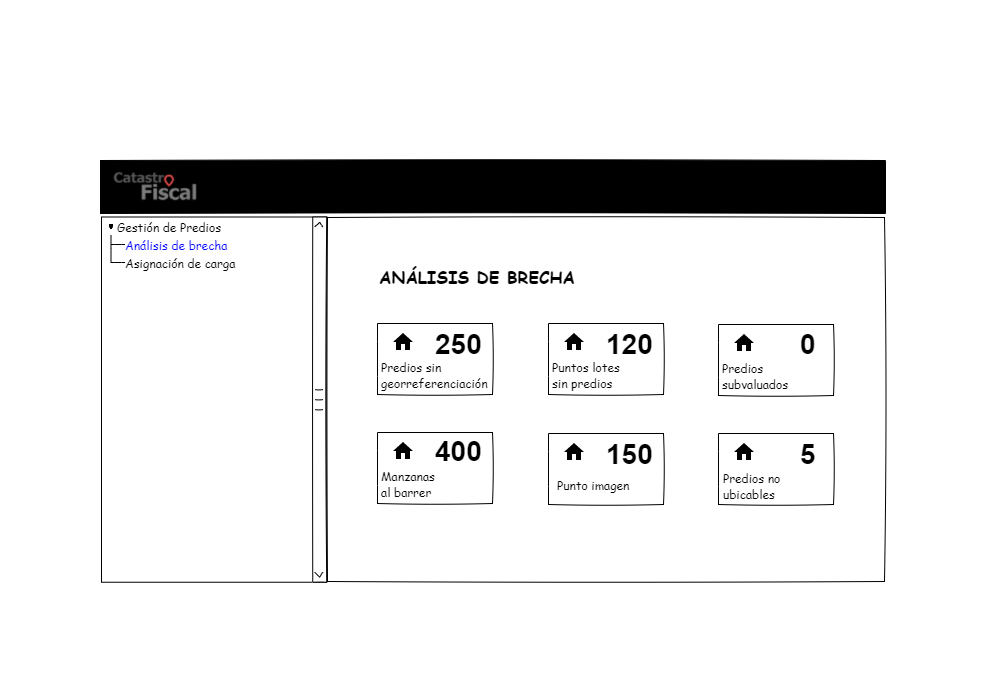 Catastro
Fiscal
Gestión de Predios
Análisis de brecha
Asignación de carga
ANÁLISIS DE BRECHA
250
Predios sin
georreferenciación
120
Puntos lotes
sin predios
0
Predios
subvaluados
400
Manzanas
al barrer
150
Punto imagen
5
Predios no
ubicables